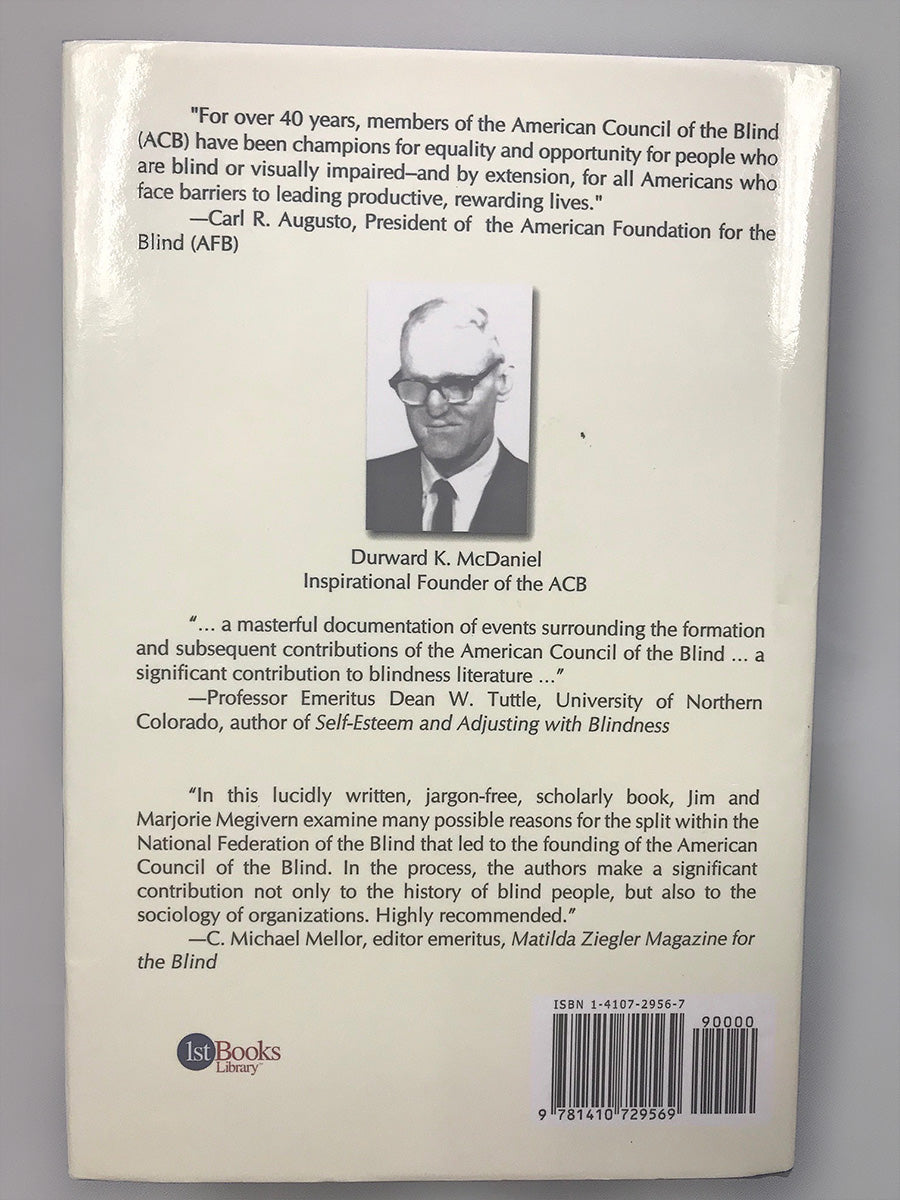 "For over 40 years, members of the American Council of the Blind
(ACB) have been champions for equality and opportunity for people who
are blind or visually impaired–and by extension, for all Americans who
face barriers to leading productive, rewarding lives."
—Carl R. Augusto, President of the American Foundation for the
Blind (AFB)
Durward K. McDaniel
Inspirational Founder of the ACB
“... a masterful documentation of events surrounding the formation
and subsequent contributions of the American Council of the Blind ... a
significant contribution to blindness literature ...”
—Professor Emeritus Dean W. Tuttle, University of Northern
Colorado, author of Self-Esteem and Adjusting with Blindness
“In this lucidly written, jargon-free, scholarly book, Jim and
Marjorie Megivern examine many possible reasons for the split within the
National Federation of the Blind that led to the founding of the American
Council of the Blind. In the process, the authors make a significant
contribution not only to the history of blind people, but also to the
sociology of organizations. Highly recommended.”
—C. Michael Mellor, editor emeritus, Matilda Ziegler Magazine for
the Blind
1st Books
Library™
ISBN 1-4107-2956-7
90000
9 781410 729569